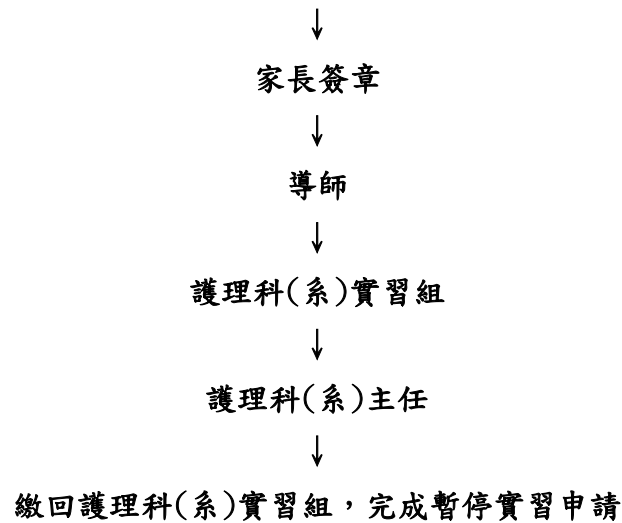 ↓
家長簽章
↓
導師
↓
護理科(系)實習組
↓
護理科(系)主任
↓
繳回護理科(系)實習組，完成暫停實習申請